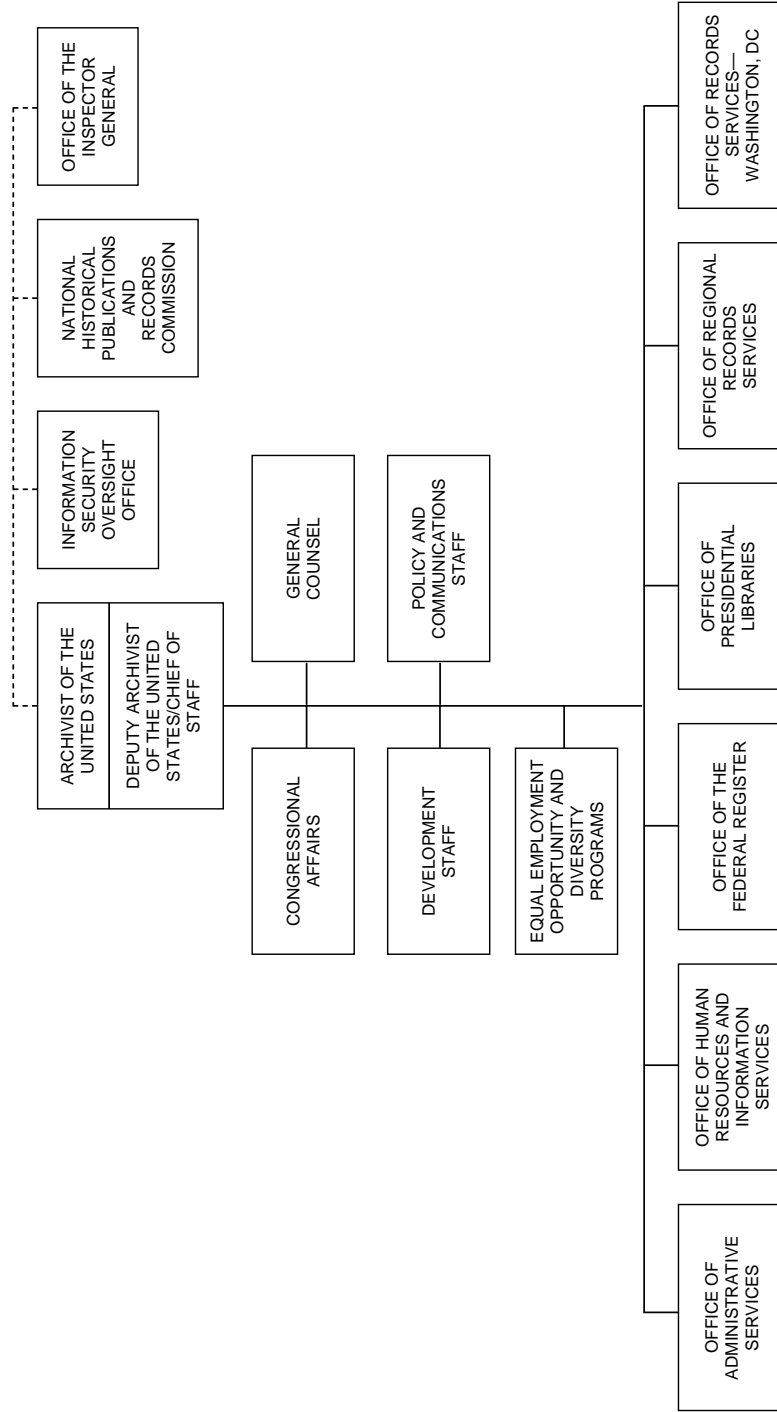 ARCHIVIST OF THE
UNITED STATES
DEPUTY ARCHIVIST
OF THE UNITED
STATES/CHIEF OF
STAFF
INFORMATION
SECURITY
OVERSIGHT
OFFICE
NATIONAL
HISTORICAL
PUBLICATIONS
AND
RECORDS
COMMISSION
OFFICE OF THE
INSPECTOR
GENERAL
CONGRESSIONAL
AFFAIRS
GENERAL
COUNSEL
DEVELOPMENT
STAFF
POLICY AND
COMMUNICATIONS
STAFF
EQUAL EMPLOYMENT
OPPORTUNITY AND
DIVERSITY
PROGRAMS
OFFICE OF
ADMINISTRATIVE
SERVICES
OFFICE OF HUMAN
RESOURCES AND
INFORMATION
SERVICES
OFFICE OF THE
FEDERAL REGISTER
OFFICE OF
PRESIDENTIAL
LIBRARIES
OFFICE OF REGIONAL
RECORDS
SERVICES
OFFICE OF RECORDS
SERVICES—
WASHINGTON, DC